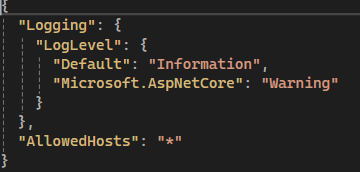 {
  "Logging": {
    "LogLevel": {
      "Default": "Information",
      "Microsoft.AspNetCore": "Warning"
    }
  },
  "AllowedHosts": "*"
}